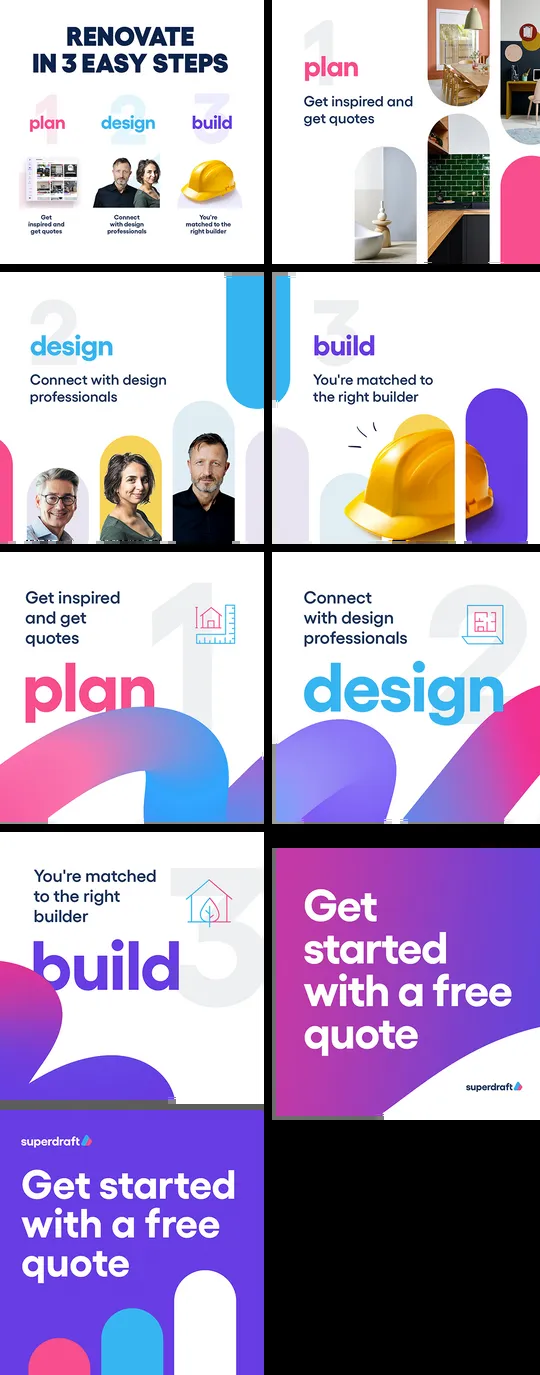 RENOVATE
IN 3 EASY STEPS
1
plan
2
design
3
build
Get
inspired and
get quotes
Connect
with design
professionals
You're
matched to the
right builder
1
plan
Get inspired and
get quotes
2
design
Connect with design
professionals
3
build
You're matched to
the right builder
Get inspired
and get
quotes
1
plan
Connect
with design
professionals
2
design
You're matched
to the right
builder
3
build
Get
started
with a free
quote
superdraft
superdraft
Get started
with a free
quote